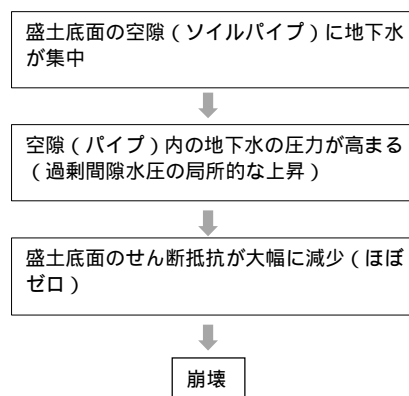 盛土底面の空隙（ソイルパイプ）に地下水
が集中
空隙（パイプ）内の地下水の圧力が高まる
（過剰間隙水圧の局所的な上昇）
盛土底面のせん断抵抗が大幅に減少（ほぼ
ゼロ）
崩壊